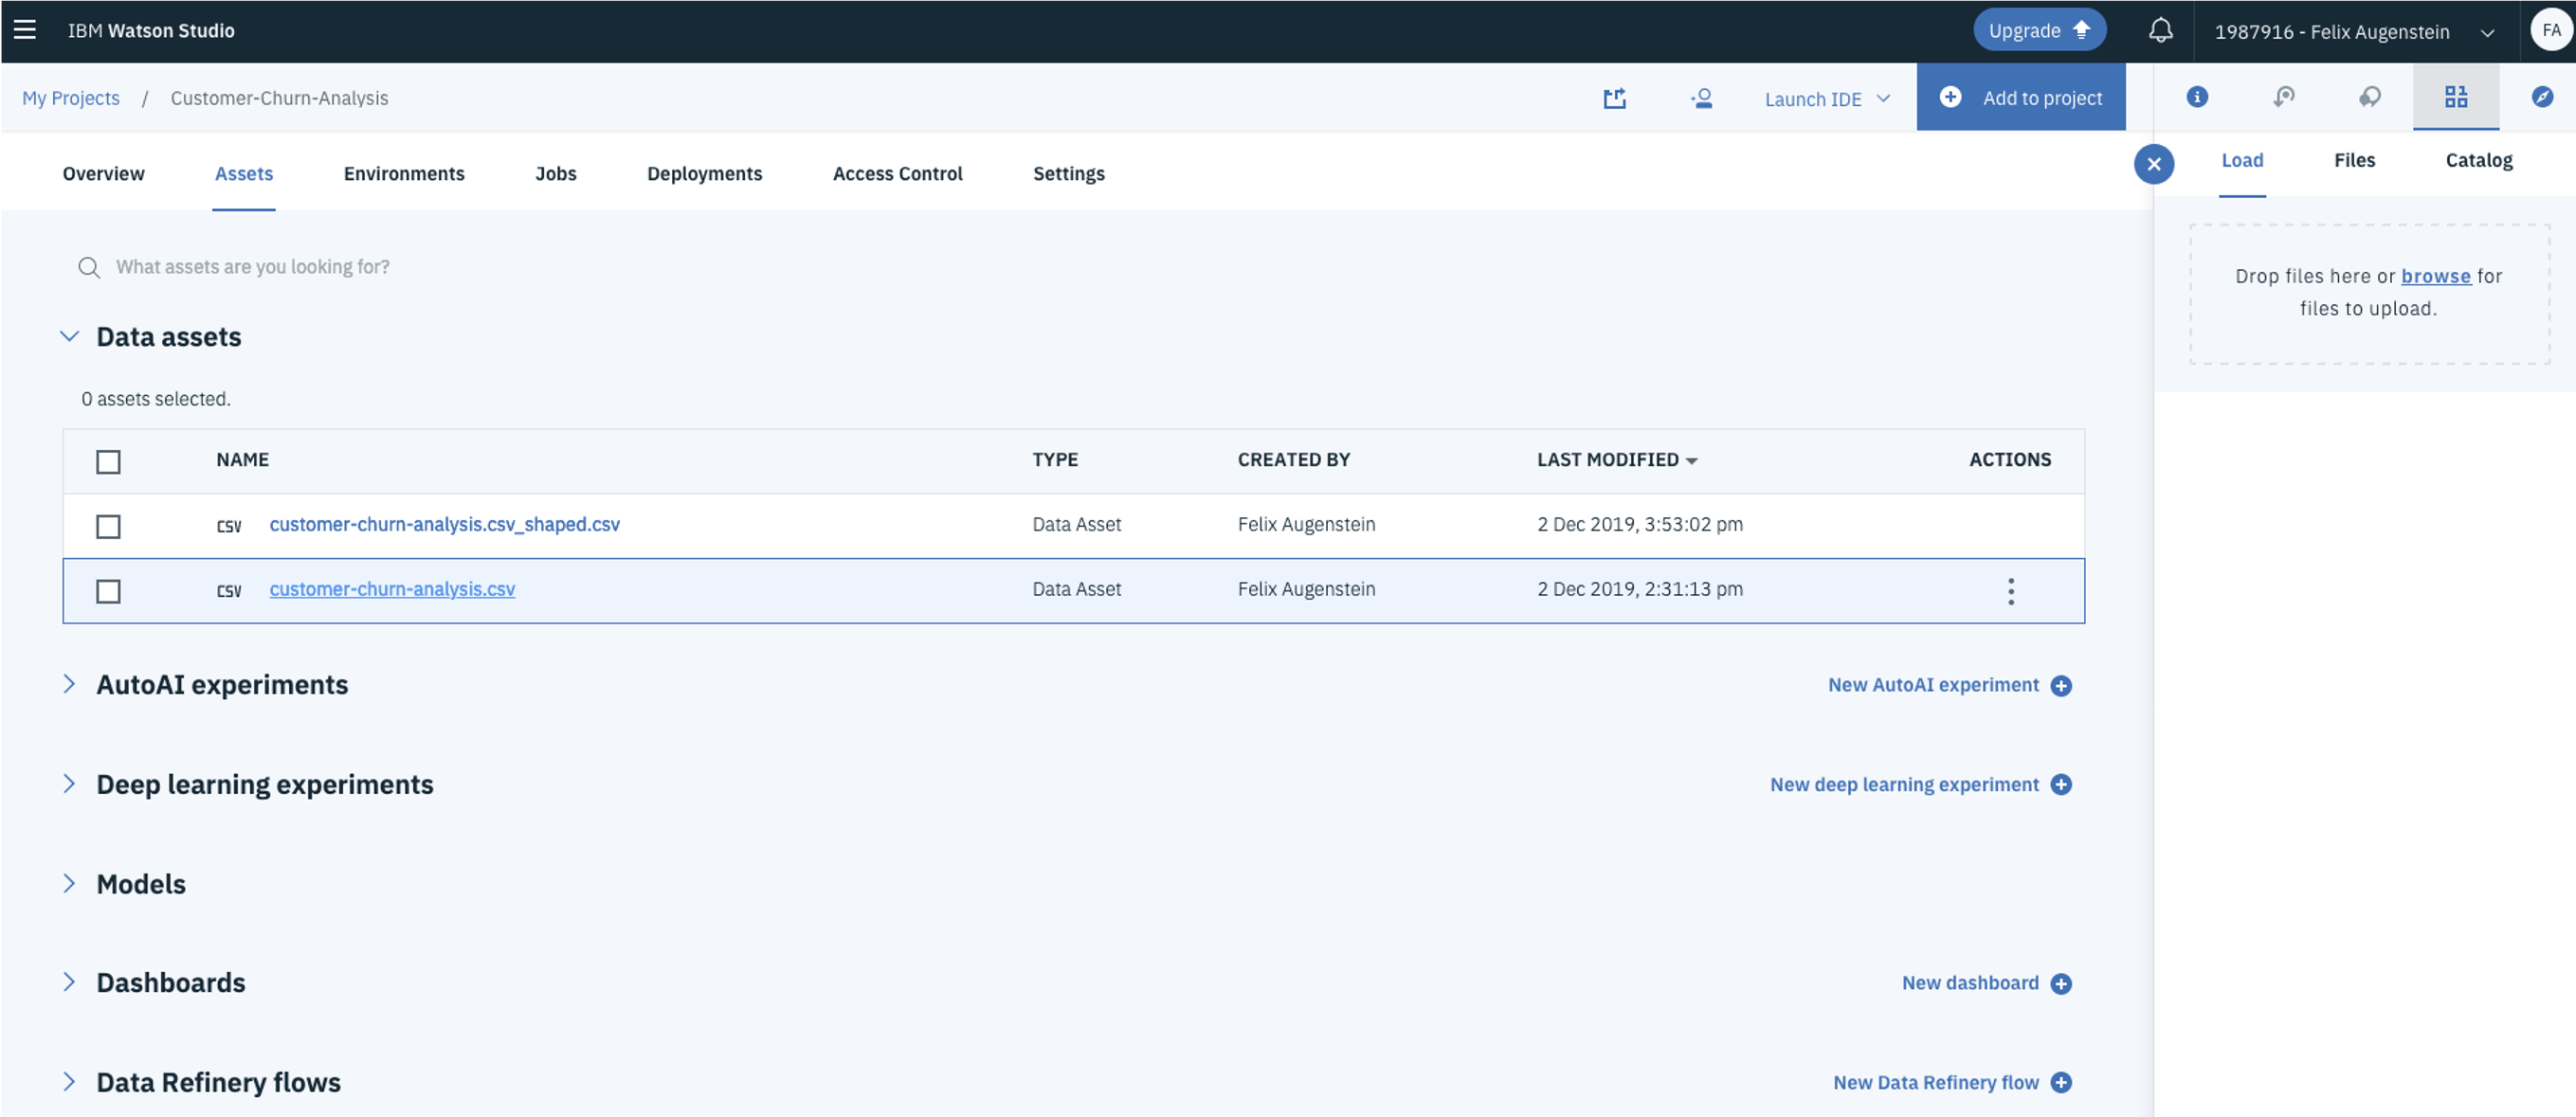 IBM Watson Studio
Upgrade
1987916 - Felix Augenstein
FA
My Projects / Customer-Churn-Analysis
Launch IDE
Add to project
Overview
Assets
Environments
Jobs
Deployments
Access Control
Settings
Load
Files
Catalog
Drop files here or browse for
files to upload.
What assets are you looking for?
Data assets
0 assets selected.
NAME TYPE CREATED BY LAST MODIFIED ACTIONS
CSV customer-churn-analysis.csv_shaped.csv Data Asset Felix Augenstein 2 Dec 2019, 3:53:02 pm
CSV customer-churn-analysis.csv Data Asset Felix Augenstein 2 Dec 2019, 2:31:13 pm
AutoAI experiments
New AutoAI experiment
Deep learning experiments
New deep learning experiment
Models
Dashboards
New dashboard
Data Refinery flows
New Data Refinery flow